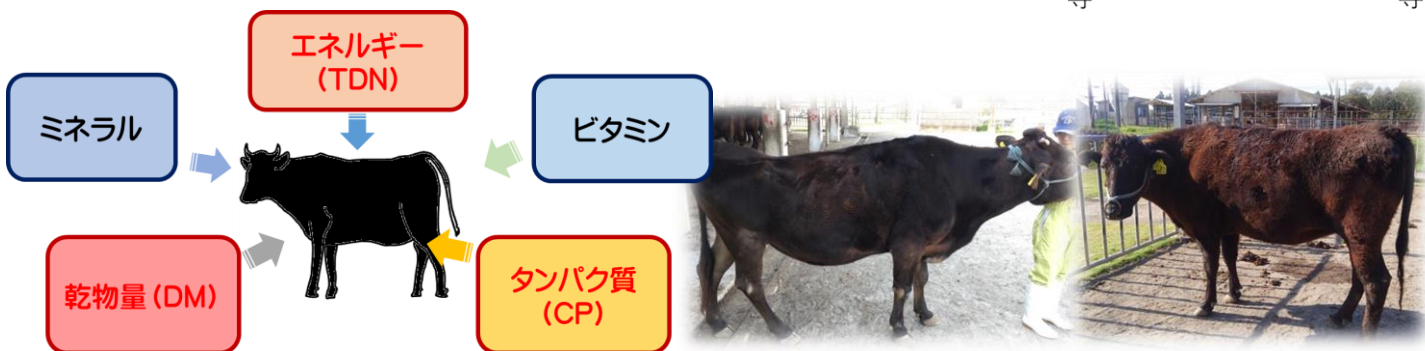 エネルギー
(TDN)
ミネラル
ビタミン
乾物量(DM)
タンパク質
(CP)